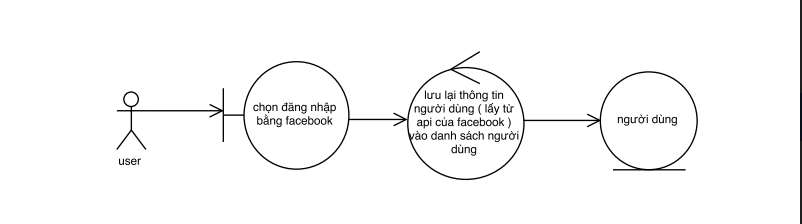 user
chọn đăng nhập
bằng facebook
lưu lại thông tin
người dùng ( lấy từ
api của facebook )
vào danh sách người
dùng
người dùng